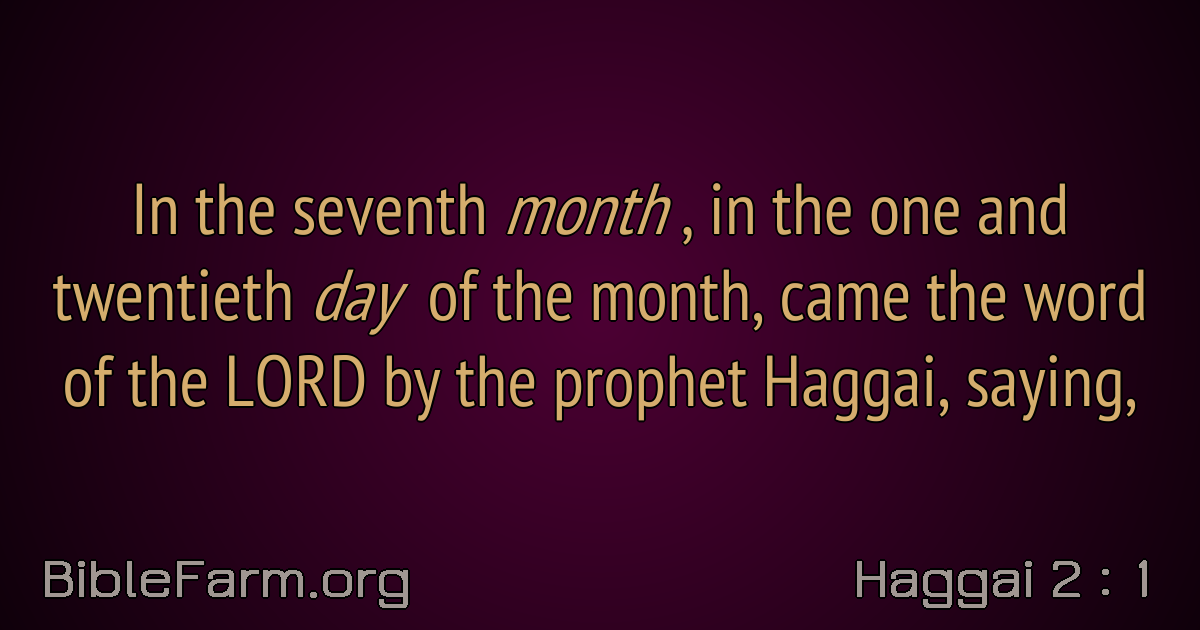 In the seventh month , in the one and
twentieth day of the month, came the word
of the LORD by the prophet Haggai, saying,
BibleFarm.org
Haggai 2 : 1